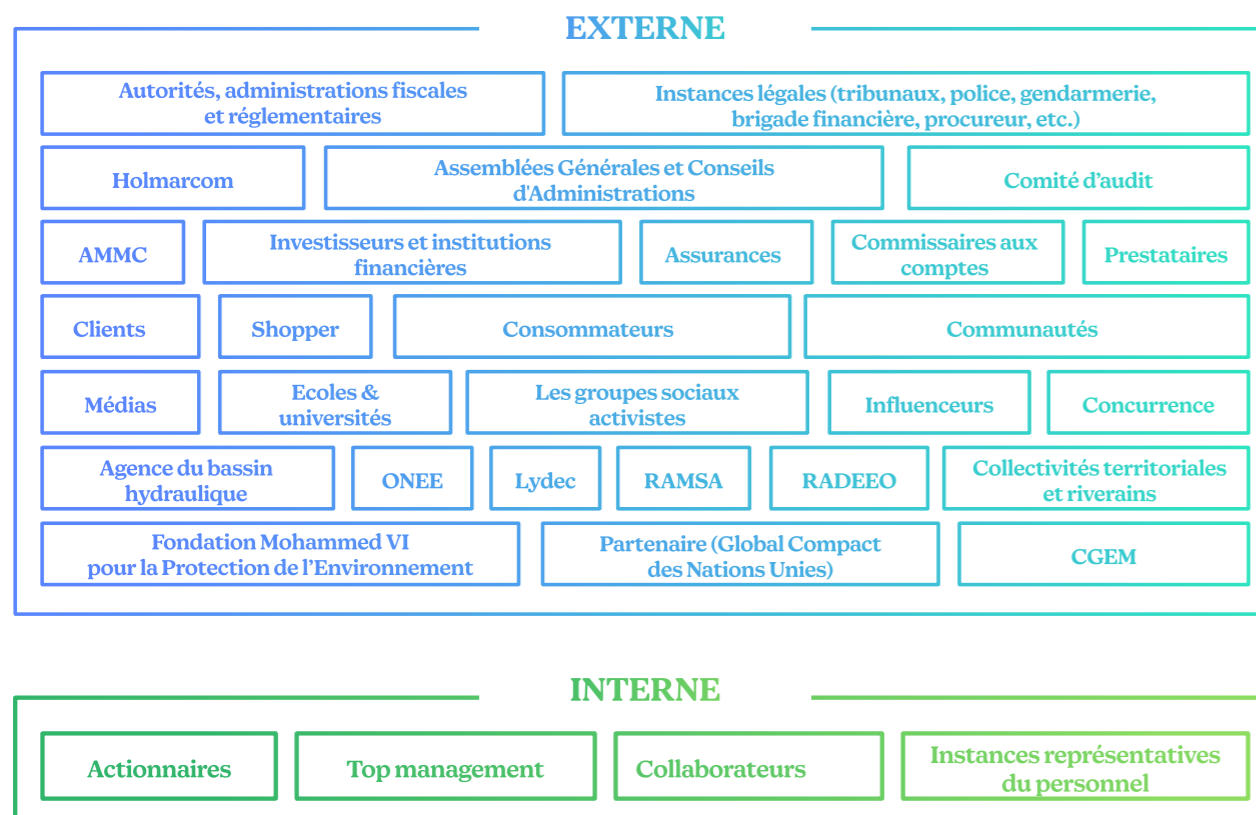 EXTERNE
Autorités, administrations fiscales
et réglementaires
Instances légales (tribunaux, police, gendarmerie,
brigade financière, procureur, etc.)
Holmarcom
Assemblées Générales et Conseils
d'Administrations
Comité d’audit
AMMC
Investisseurs et institutions
financières
Assurances
Commissaires aux
comptes
Prestataires
Clients
Shopper
Consommateurs
Communautés
Médias
Ecoles &
universités
Les groupes sociaux
activistes
Influenceurs
Concurrence
Agence du bassin
hydraulique
ONEE
Lydec
RAMSA
RADEEO
Collectivités territoriales
et riverains
Fondation Mohammed VI
pour la Protection de l’Environnement
Partenaire (Global Compact
des Nations Unies)
CGEM
INTERNE
Actionnaires
Top management
Collaborateurs
Instances représentatives
du personnel